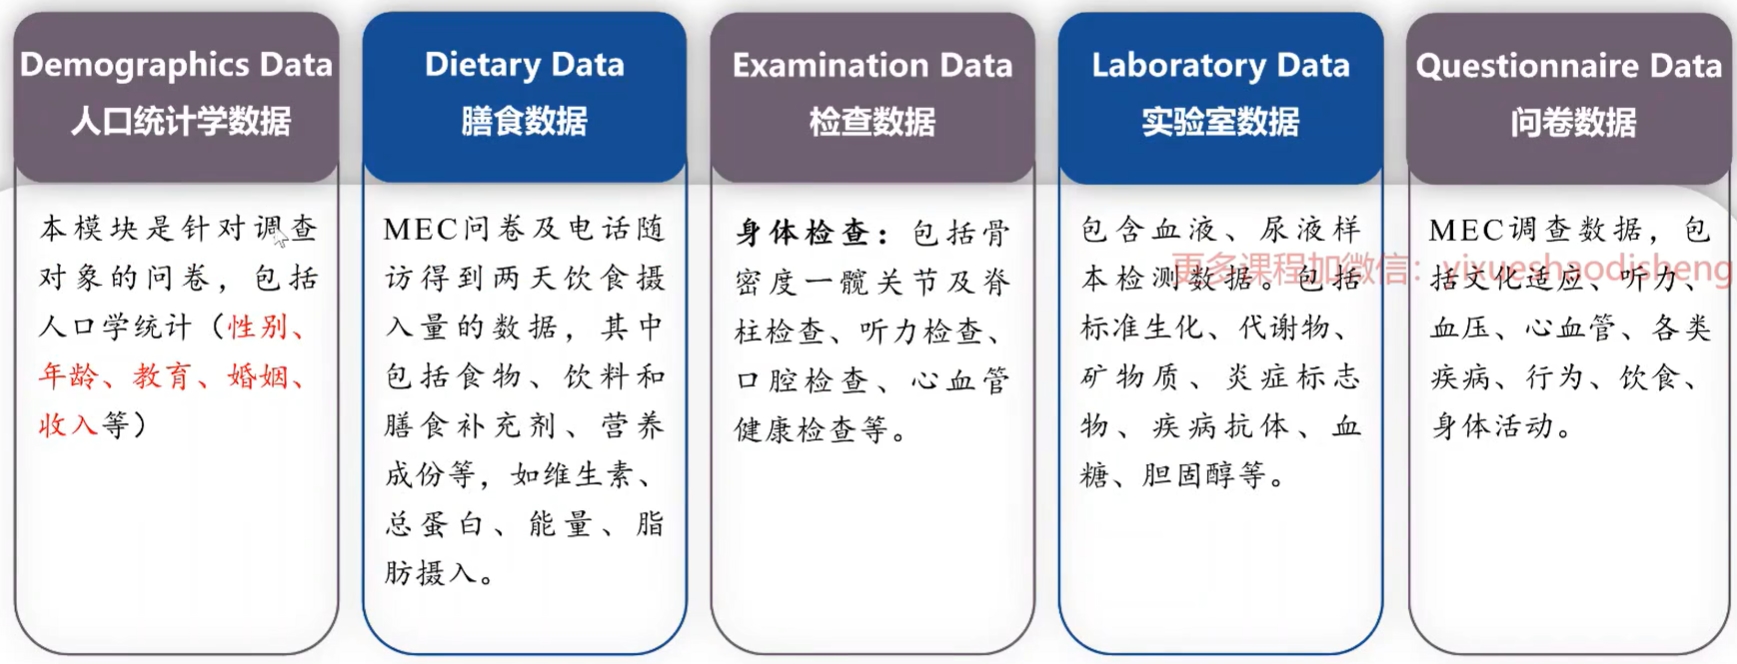 Demographics Data
人口统计学数据
本模块是针对调查
对象的问卷，包括
人口学统计（性别、
年龄、教育、婚姻、
收入等）
Dietary Data
膳食数据
MEC问卷及电话随
访得到两天饮食摄
入量的数据，其中
包括食物、饮料和
膳食补充剂、营养
成份等，如维生素、
总蛋白、能量、脂
肪摄入。
Examination Data
检查数据
身体检查：包括骨
密度—髋关节及脊
柱检查、听力检查、
口腔检查、心血管
健康检查等。
Laboratory Data
实验室数据
包含血液、尿液样
本检测数据。包括
标准生化、代谢物、
矿物质、炎症标志
物、疾病抗体、血
糖、胆固醇等。
Questionnaire Data
问卷数据
MEC调查数据，包
括文化适应、听力、
血压、心血管、各类
疾病、行为、饮食、
身体活动。
更多课程加微信：yixueshaodisheng